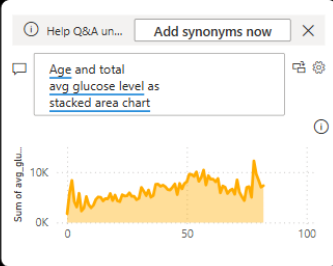 Help Q&A un...
Add synonyms now
Age and total
avg glucose level as
stacked area chart
Sum of avg_glu...
10K
0K
0
50
100